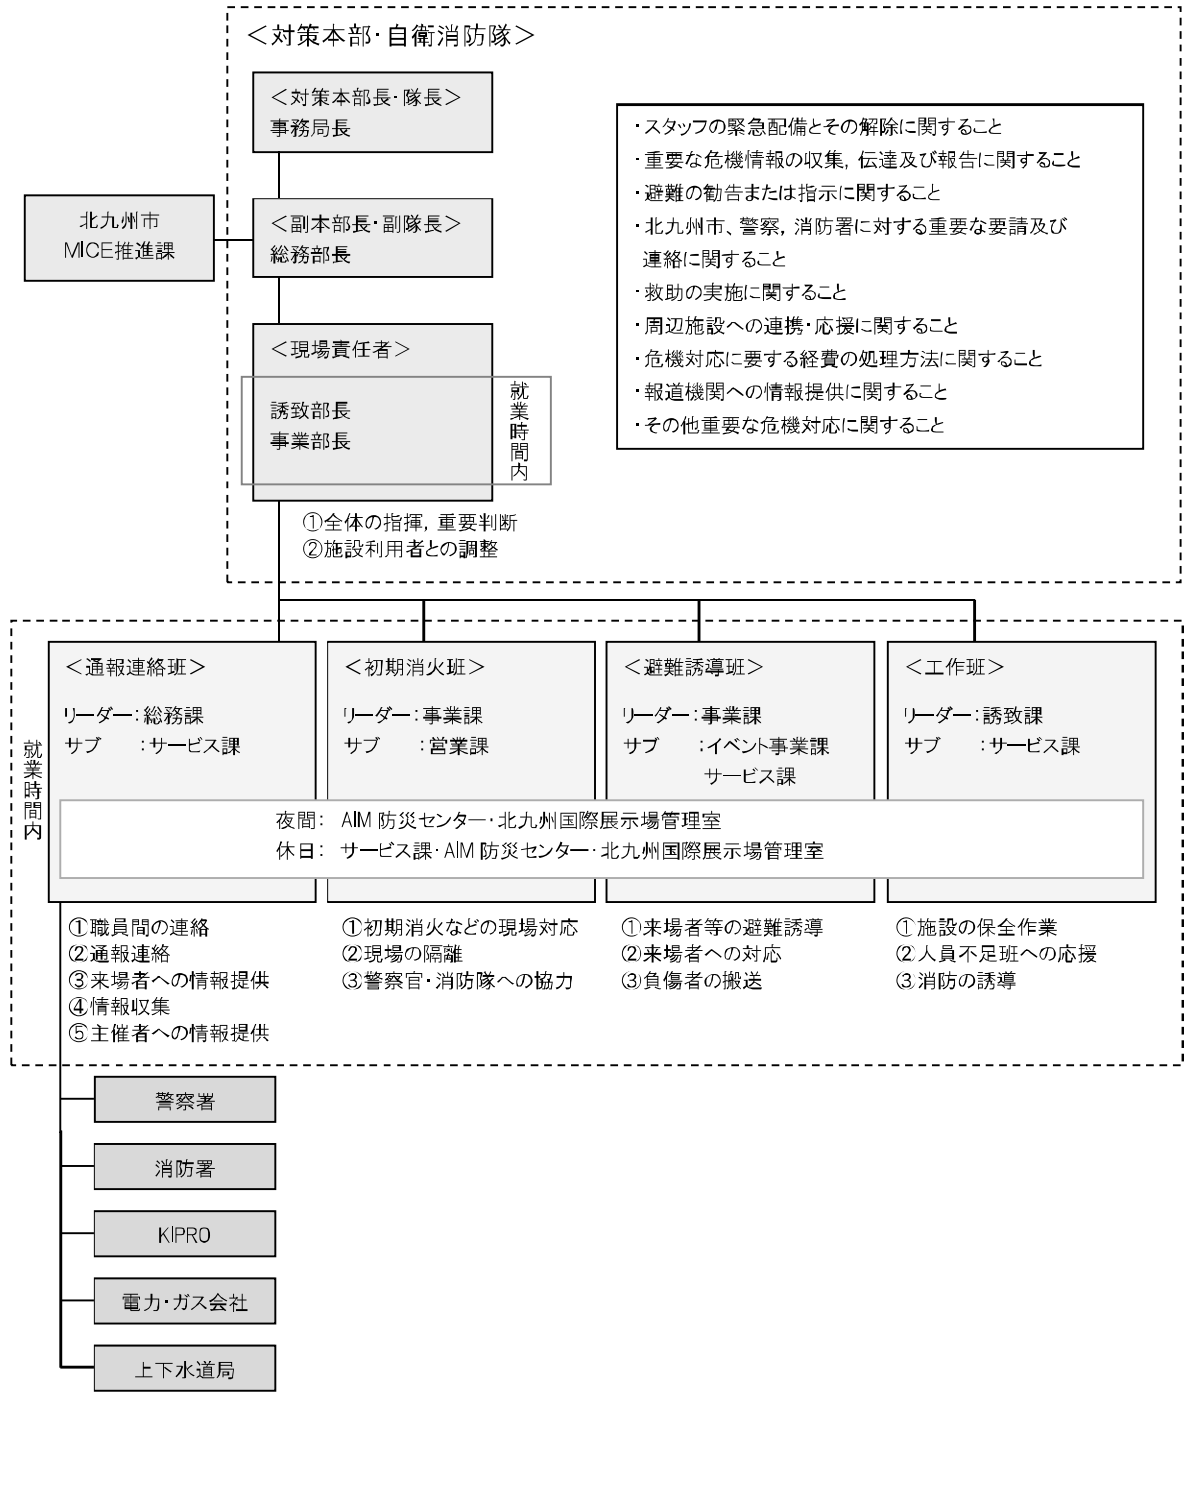 ＜対策本部・自衛消防隊＞
＜対策本部長・隊長＞
事務局長
北九州市
MICE推進課
＜副本部長・副隊長＞
総務部長
＜現場責任者＞
誘致部長
事業部長
就業時間内
①全体の指揮，重要判断
②施設利用者との調整
・スタッフの緊急配備とその解除に関すること
・重要な危機情報の収集，伝達及び報告に関すること
・避難の勧告または指示に関すること
・北九州市、警察，消防署に対する重要な要請及び
連絡に関すること
・救助の実施に関すること
・周辺施設への連携・応援に関すること
・危機対応に要する経費の処理方法に関すること
・報道機関への情報提供に関すること
・その他重要な危機対応に関すること
就業時間内
＜通報連絡班＞
リーダー：総務課
サブ　：サービス課
＜初期消火班＞
リーダー：事業課
サブ　：営業課
＜避難誘導班＞
リーダー：事業課
サブ　：イベント事業課
サービス課
＜工作班＞
リーダー：誘致課
サブ　：サービス課
夜間：　AIM 防災センター・北九州国際展示場管理室
休日：　サービス課・AIM 防災センター・北九州国際展示場管理室
①職員間の連絡
②通報連絡
③来場者への情報提供
④情報収集
⑤主催者への情報提供
①初期消火などの現場対応
②現場の隔離
③警察官・消防隊への協力
①来場者等の避難誘導
②来場者への対応
③負傷者の搬送
①施設の保全作業
②人員不足班への応援
③消防の誘導
警察署
消防署
KIPRO
電力・ガス会社
上下水道局